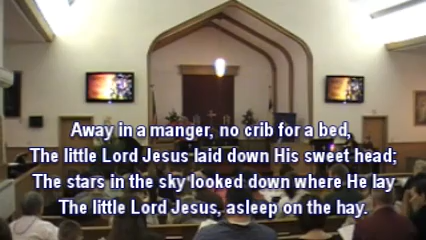 Away in a manger, no crib for a bed,
The little Lord Jesus laid down His sweet head;
The stars in the sky looked down where He lay
The little Lord Jesus, asleep on the hay.